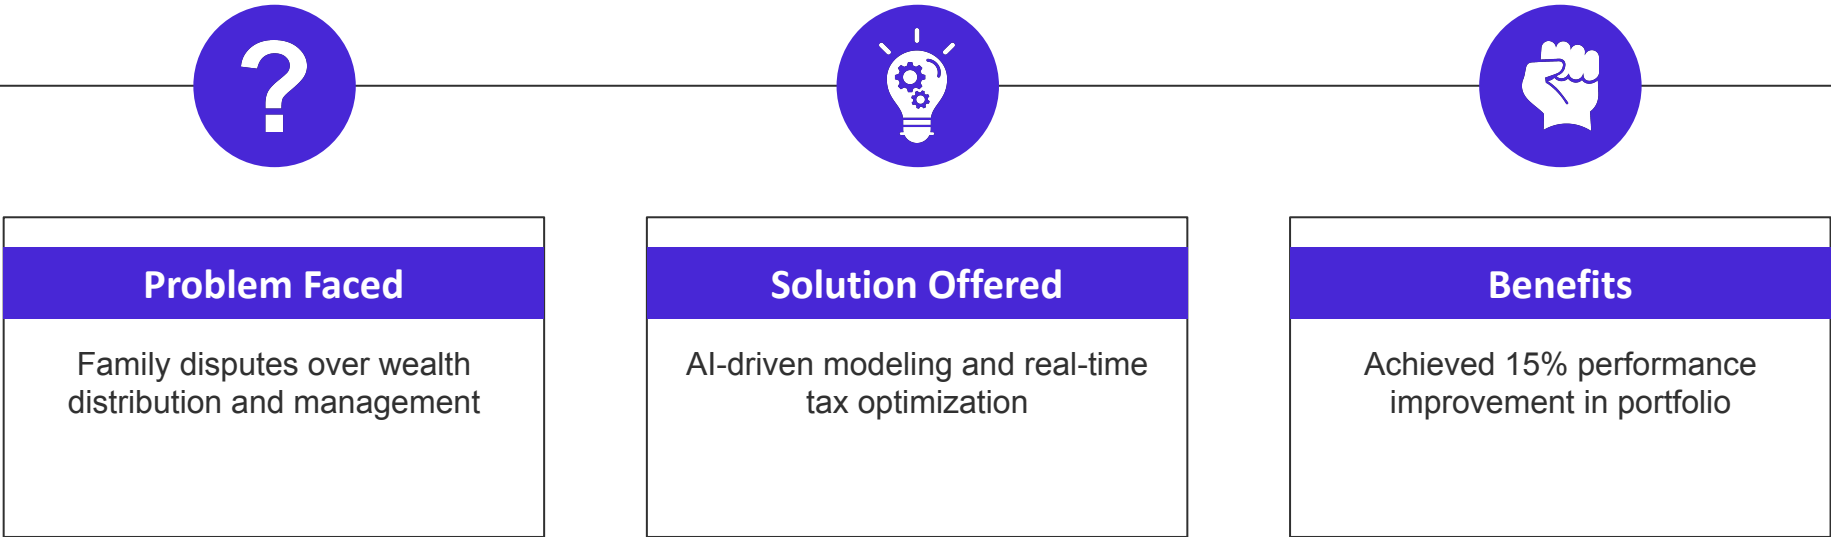 ?
Problem Faced
Family disputes over wealth
distribution and management
Solution Offered
AI-driven modeling and real-time
tax optimization
Benefits
Achieved 15% performance
improvement in portfolio